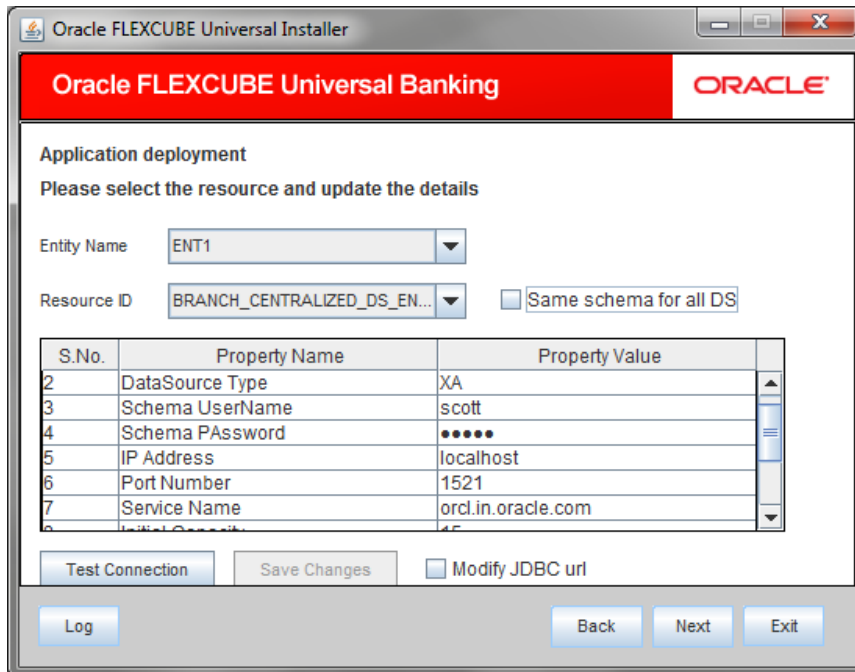 Oracle FLEXCUBE Universal Installer
Oracle FLEXCUBE Universal Banking
ORACLE
Application deployment
Please select the resource and update the details
Entity Name ENT1
Resource ID BRANCH_CENTRALIZED_DS_EN... Same schema for all DS
S.No. Property Name Property Value
2 DataSource Type XA
3 Schema UserName scott
4 Schema PAssword •••••
5 IP Address localhost
6 Port Number 1521
7 Service Name orcl.in.oracle.com
Test Connection Save Changes Modify JDBC url
Log Back Next Exit